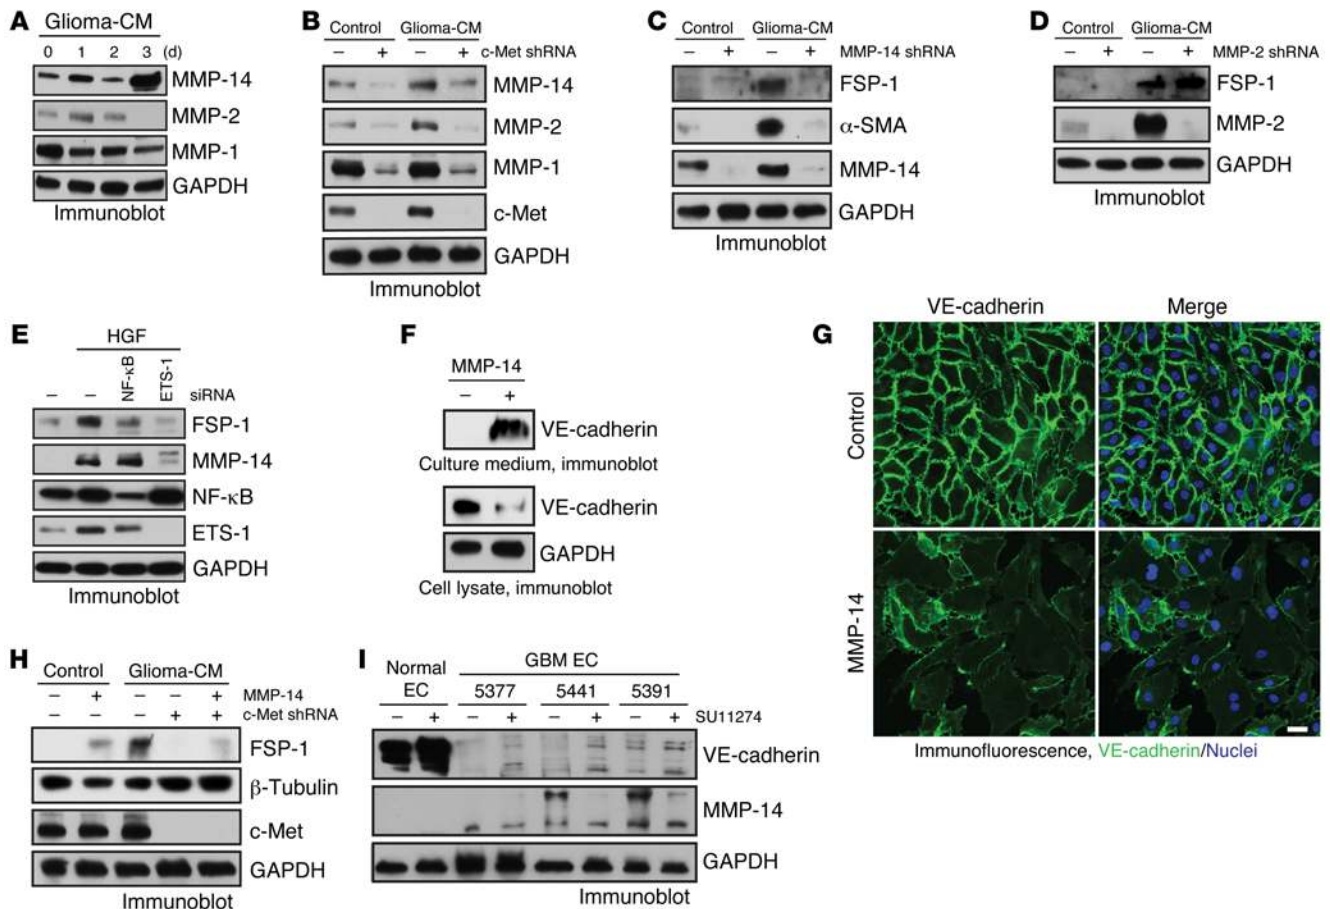 A
Glioma-CM
0 1 2 3 (d)
MMP-14
MMP-2
MMP-1
GAPDH
Immunoblot
B
Control Glioma-CM
– + – + c-Met shRNA
MMP-14
MMP-2
MMP-1
c-Met
GAPDH
Immunoblot
C
Control Glioma-CM
– + – + MMP-14 shRNA
FSP-1
α-SMA
MMP-14
GAPDH
Immunoblot
D
Control Glioma-CM
– + – + MMP-2 shRNA
FSP-1
MMP-2
GAPDH
Immunoblot
E
HGF
– – NF-κB ETS-1 siRNA
FSP-1
MMP-14
NF-κB
ETS-1
GAPDH
Immunoblot
F
MMP-14
– +
VE-cadherin
Culture medium, immunoblot
VE-cadherin
GAPDH
Cell lysate, immunoblot
G
VE-cadherin Merge
Control
MMP-14
Immunofluorescence, VE-cadherin/Nuclei
H
Control Glioma-CM
– + – – + MMP-14
– – – + + c-Met shRNA
FSP-1
β-Tubulin
c-Met
GAPDH
Immunoblot
I
Normal EC GBM EC
5377 5441 5391
– + – + – + – + SU11274
VE-cadherin
MMP-14
GAPDH
Immunoblot